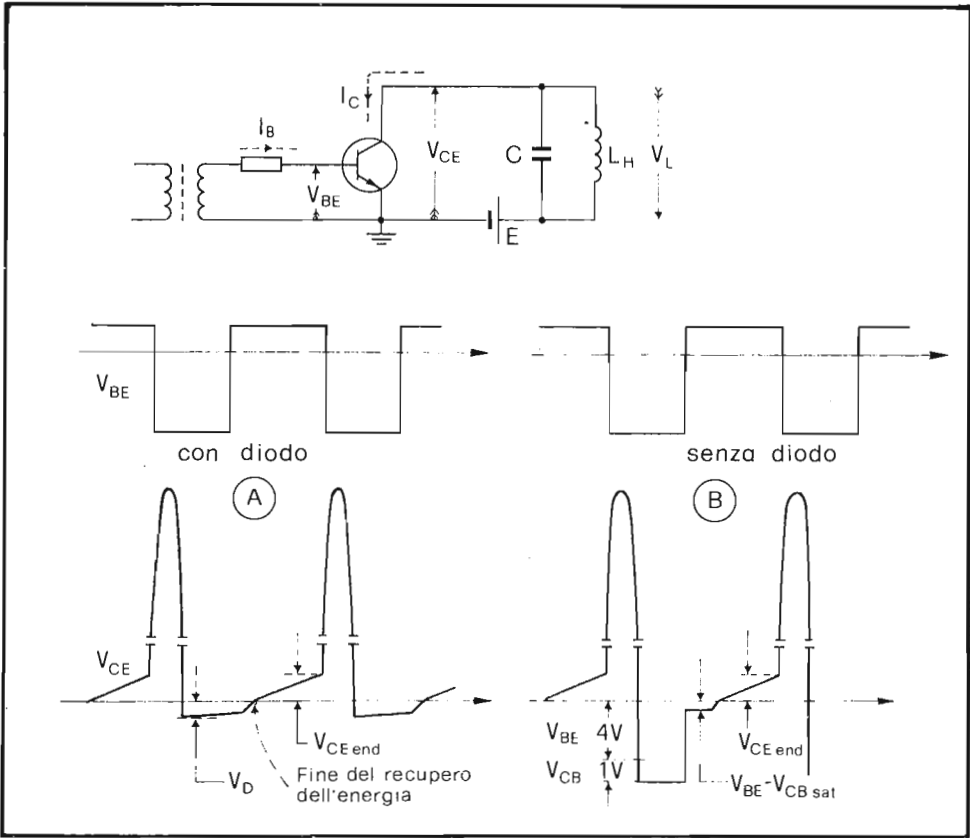 I_C
I_B
V_CE
C
L_H
V_L
V_BE
E
V_BE
con diodo
senza diodo
A
B
V_CE
V_CE end
V_D
Fine del recupero
dell'energia
V_BE 4V
V_CB 1V
V_CE end
V_BE - V_CB sat